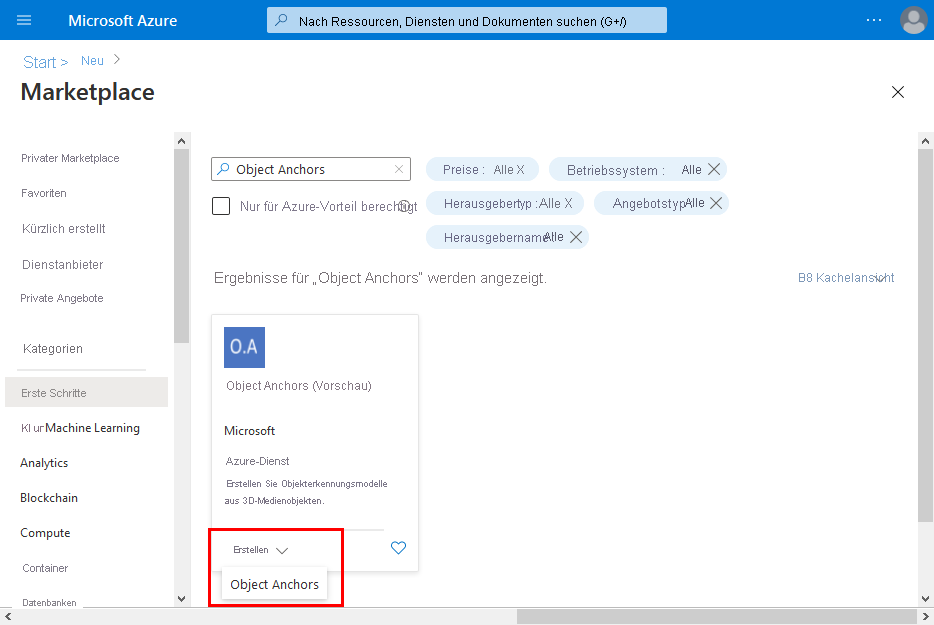 Microsoft Azure
Nach Ressourcen, Diensten und Dokumenten suchen (G+/)
Start > Neu >
Marketplace
Privater Marketplace
Favoriten
Kürzlich erstellt
Dienstanbieter
Private Angebote
Kategorien
Erste Schritte
KI ur Machine Learning
Analytics
Blockchain
Compute
Container
Datenbanken
Object Anchors
Preise : Alle X
Betriebssystem : Alle
Nur für Azure-Vorteil berechtigt
Herausgebertyp :Alle X
Angebotstyp Alle
Herausgebername Alle
Ergebnisse für „Object Anchors" werden angezeigt.
B8 Kachelansicht
O.A
Object Anchors (Vorschau)
Microsoft
Azure-Dienst
Erstellen Sie Objekterkennungsmodelle
aus 3D-Medienobjekten.
Erstellen
Object Anchors